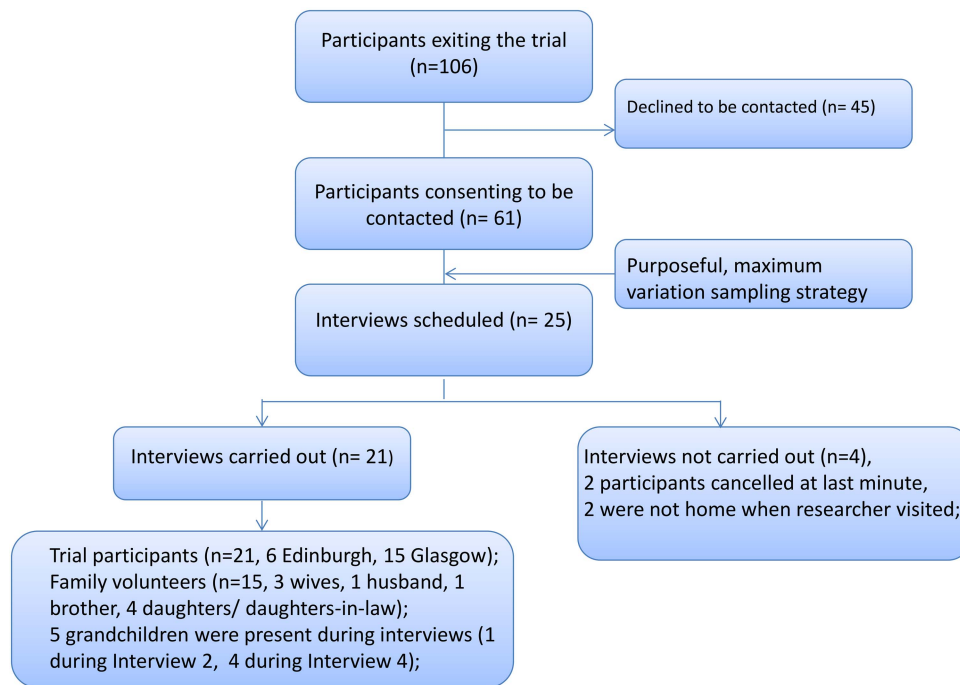 Participants exiting the trial
(n=106)
Declined to be contacted (n= 45)
Participants consenting to be
contacted (n= 61)
Purposeful, maximum
variation sampling strategy
Interviews scheduled (n= 25)
Interviews carried out (n= 21)
Interviews not carried out (n=4),
2 participants cancelled at last minute,
2 were not home when researcher visited;
Trial participants (n=21, 6 Edinburgh, 15 Glasgow);
Family volunteers (n=15, 3 wives, 1 husband, 1
brother, 4 daughters/ daughters-in-law);
5 grandchildren were present during interviews (1
during Interview 2,  4 during Interview 4);